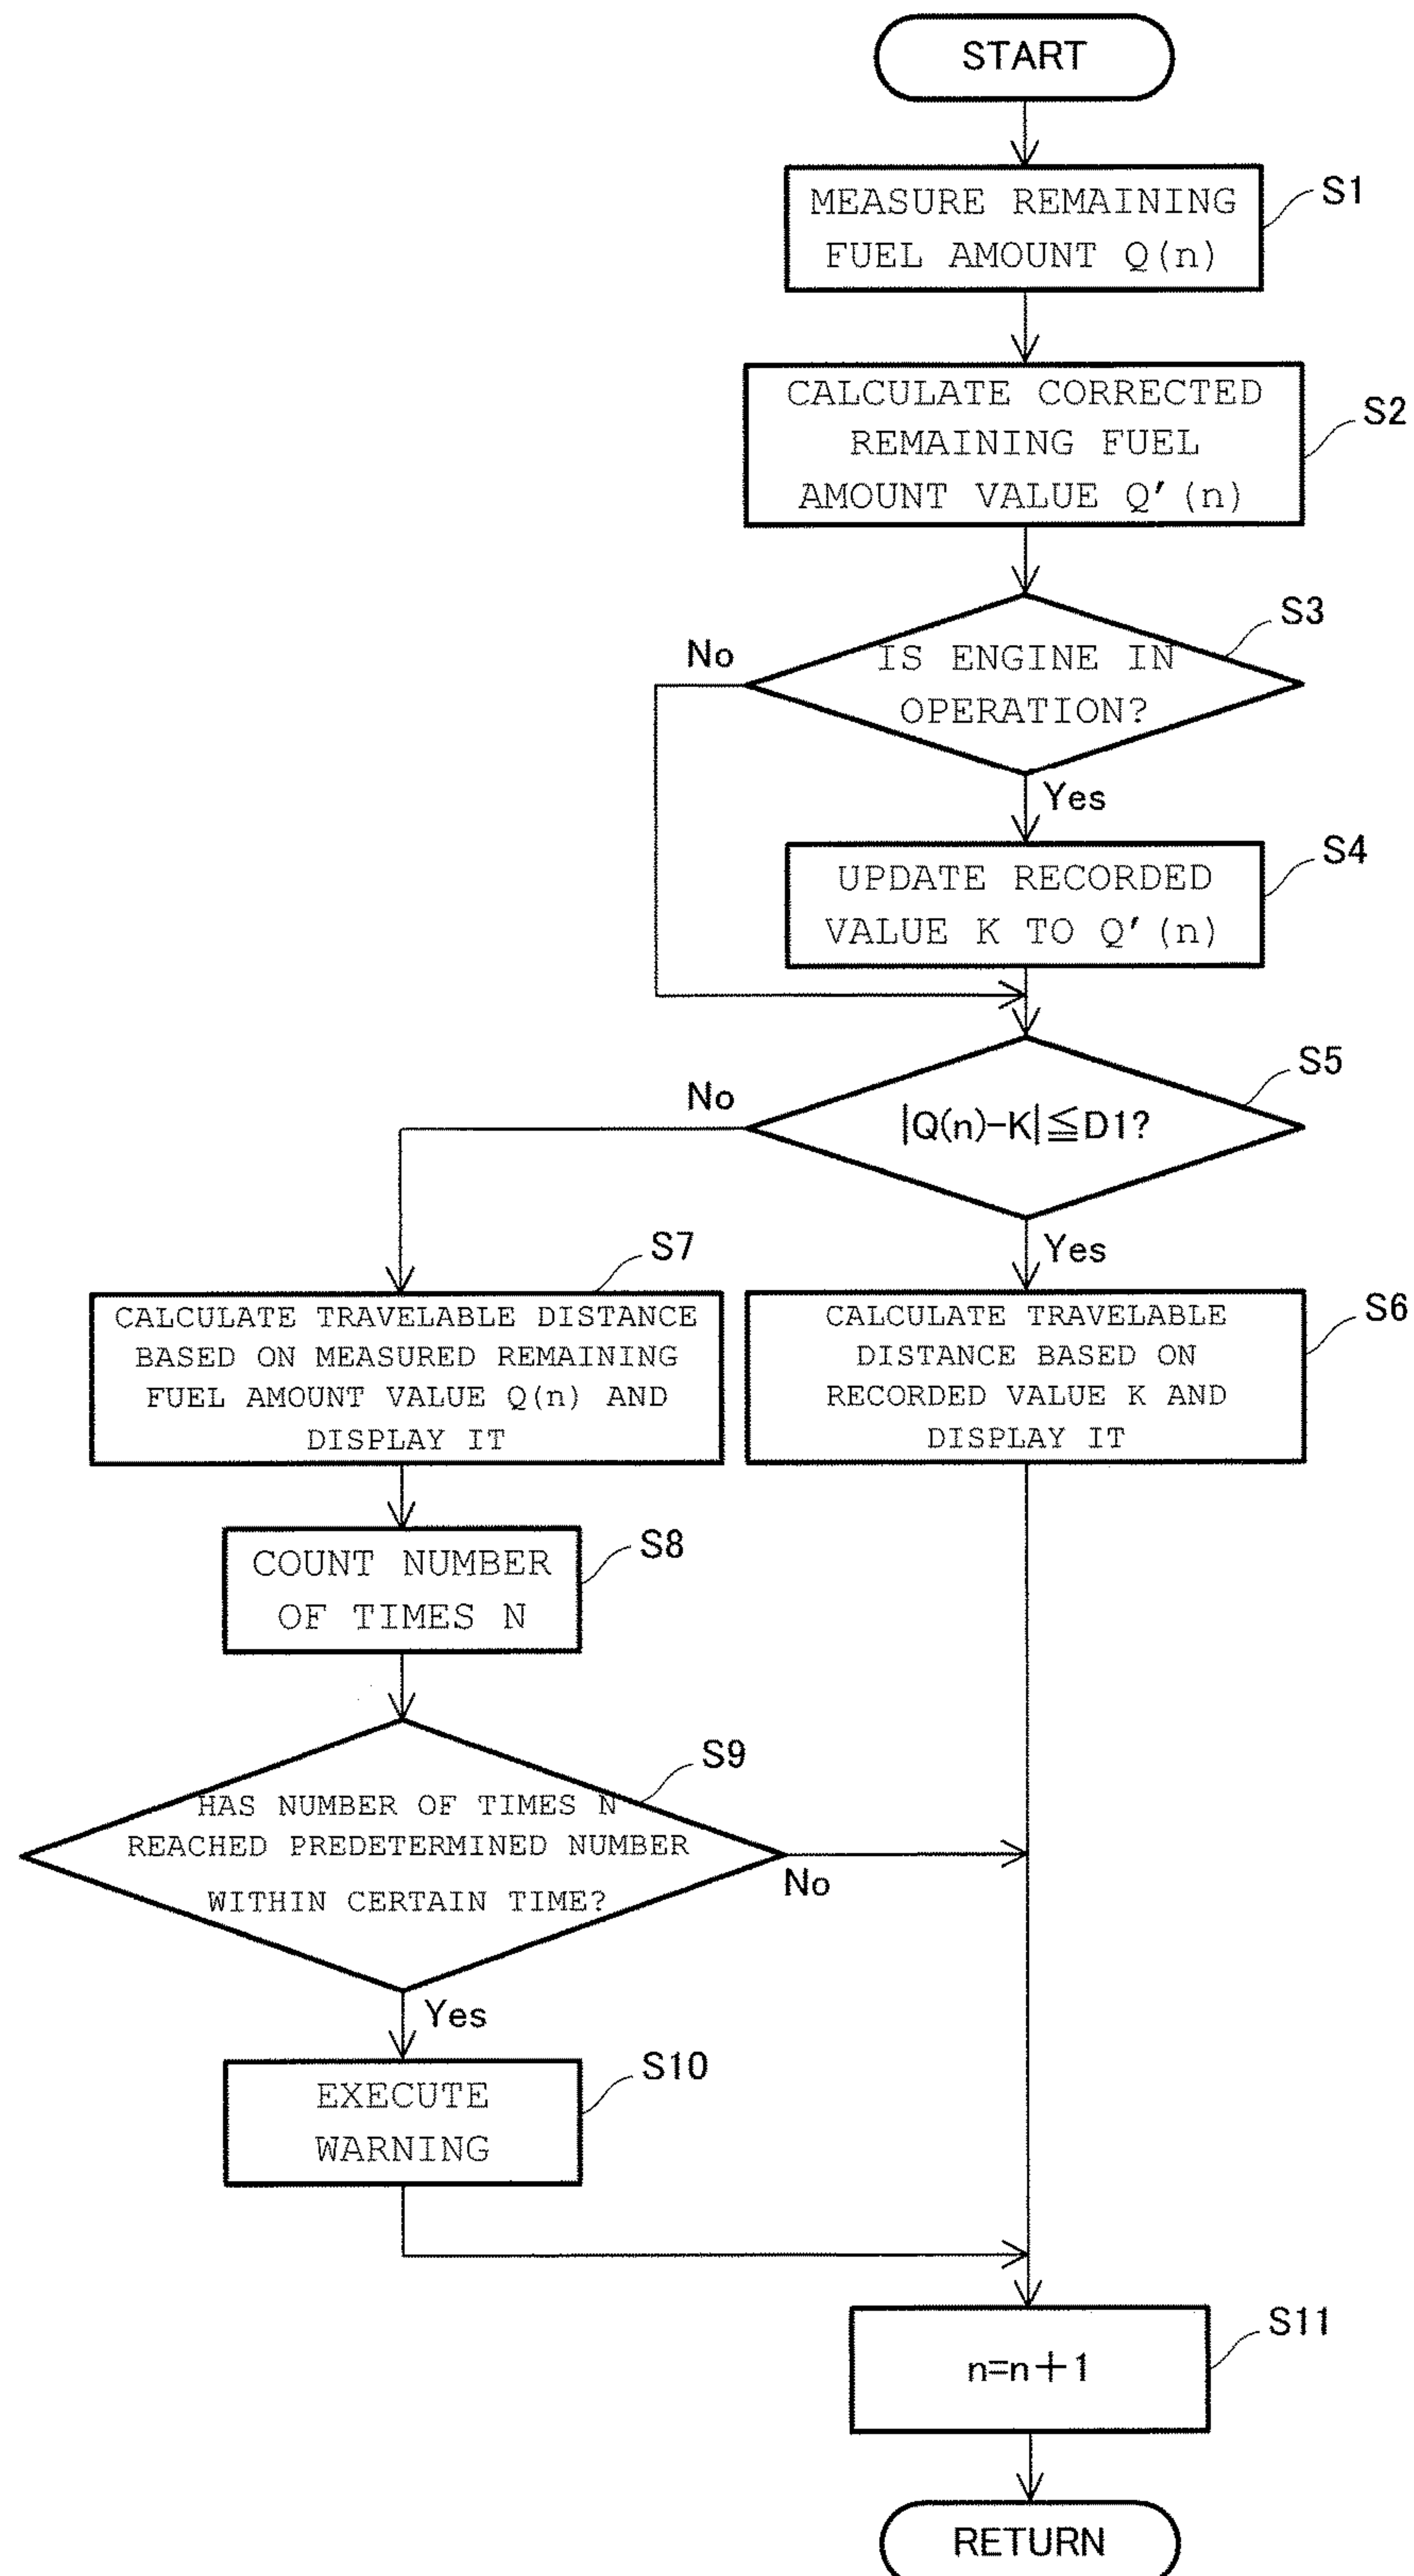 START
MEASURE REMAINING
FUEL AMOUNT Q(n)
S1
CALCULATE CORRECTED
REMAINING FUEL
AMOUNT VALUE Q'(n)
S2
S3
No
IS ENGINE IN
OPERATION?
Yes
UPDATE RECORDED
VALUE K TO Q'(n)
S4
S5
No
|Q(n)-K|≦D1?
Yes
S7
CALCULATE TRAVELABLE DISTANCE
BASED ON MEASURED REMAINING
FUEL AMOUNT VALUE Q(n) AND
DISPLAY IT
S6
CALCULATE TRAVELABLE
DISTANCE BASED ON
RECORDED VALUE K AND
DISPLAY IT
S8
COUNT NUMBER
OF TIMES N
S9
HAS NUMBER OF TIMES N
REACHED PREDETERMINED NUMBER
WITHIN CERTAIN TIME?
No
Yes
S10
EXECUTE
WARNING
S11
n=n+1
RETURN